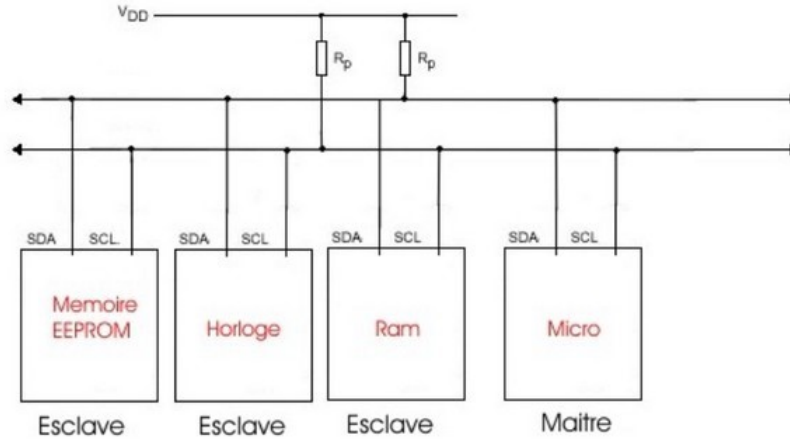 VDD
Rp Rp
SDA SCL. SDA SCL SDA SCL SDA SCL
Memoire
EEPROM
Horloge
Ram
Micro
Esclave Esclave Esclave Maitre